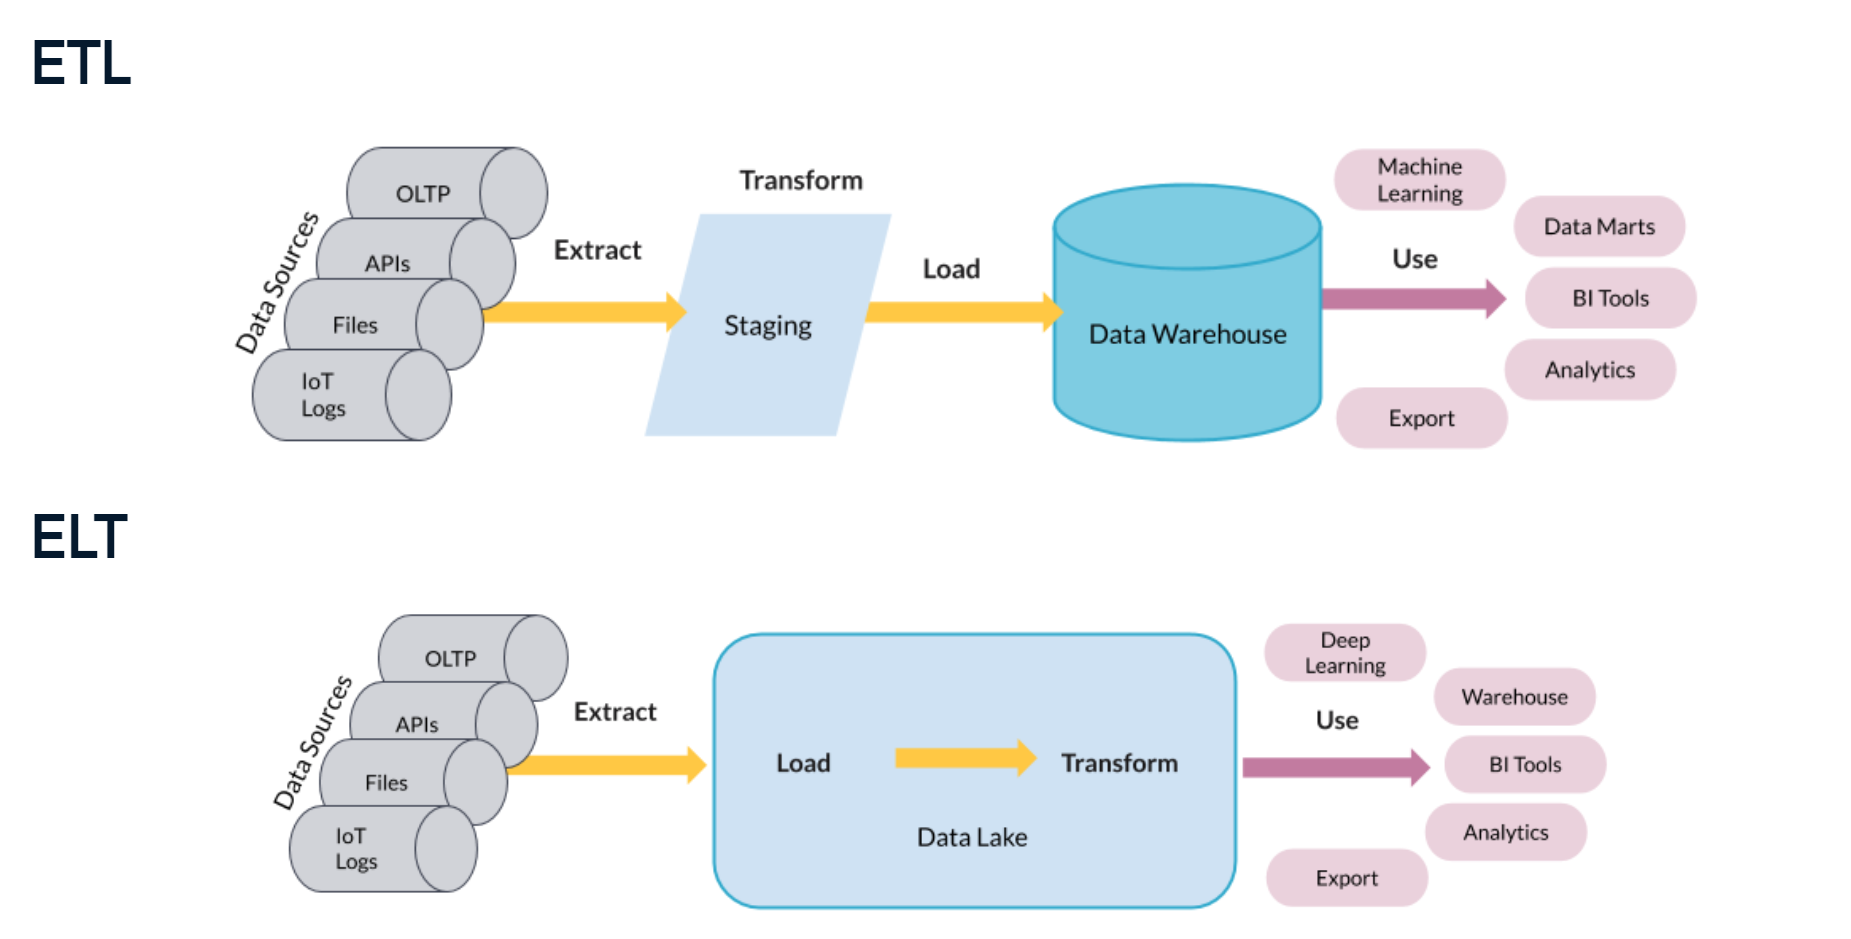 ETL
Data Sources
OLTP
APIs
Files
IoT
Logs
Extract
Transform
Staging
Load
Data Warehouse
Use
Machine
Learning
Data Marts
BI Tools
Analytics
Export
ELT
Data Sources
OLTP
APIs
Files
IoT
Logs
Extract
Load
Transform
Data Lake
Use
Deep
Learning
Warehouse
BI Tools
Analytics
Export